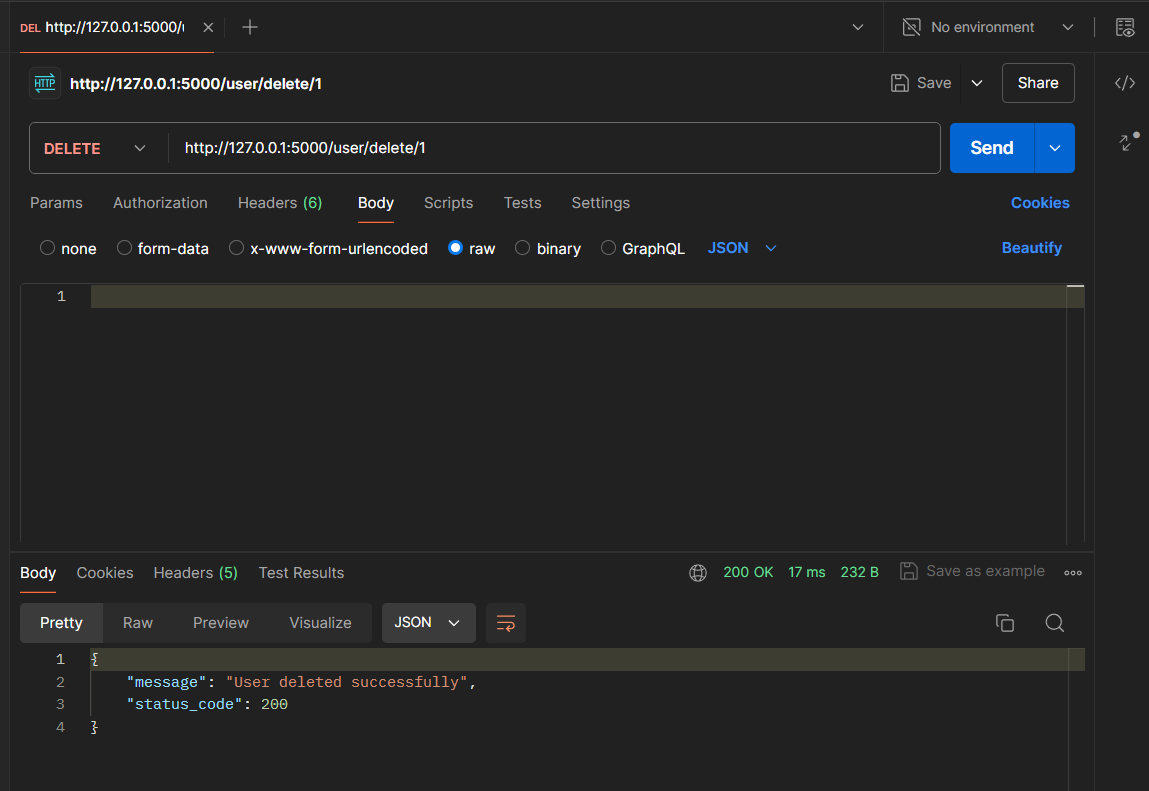 DEL http://127.0.0.1:5000/u
No environment
HTTP http://127.0.0.1:5000/user/delete/1
Save
Share
DELETE http://127.0.0.1:5000/user/delete/1
Send
Params Authorization Headers (6) Body Scripts Tests Settings Cookies
none form-data x-www-form-urlencoded raw binary GraphQL JSON Beautify
1
Body Cookies Headers (5) Test Results 200 OK 17 ms 232 B Save as example
Pretty Raw Preview Visualize JSON
1 {
2 "message": "User deleted successfully",
3 "status_code": 200
4 }